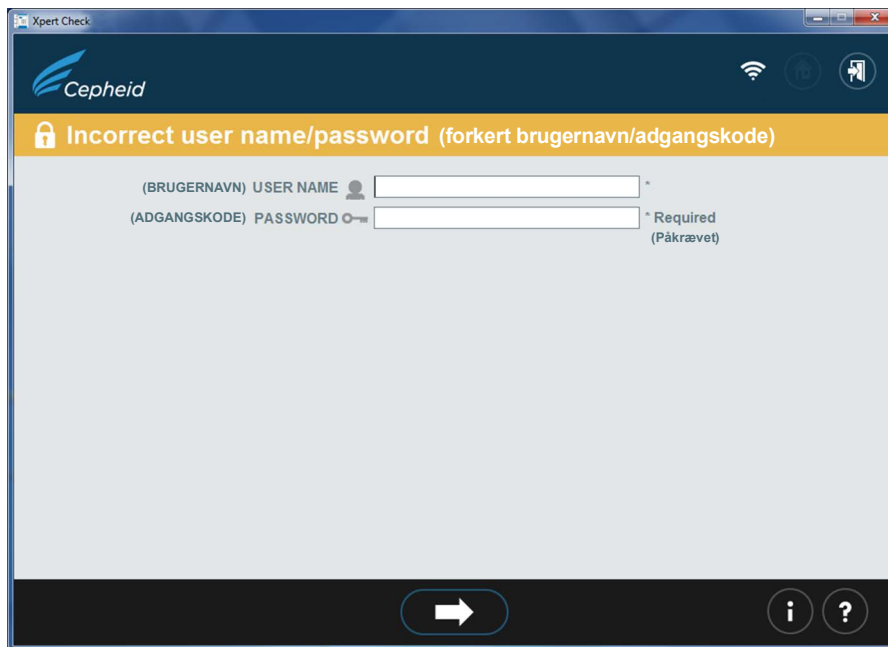 Xpert Check
Cepheid
Incorrect user name/password (forkert brugernavn/adgangskode)
(BRUGERNAVN) USER NAME *
(ADGANGSKODE) PASSWORD * Required
(Påkrævet)
i ?